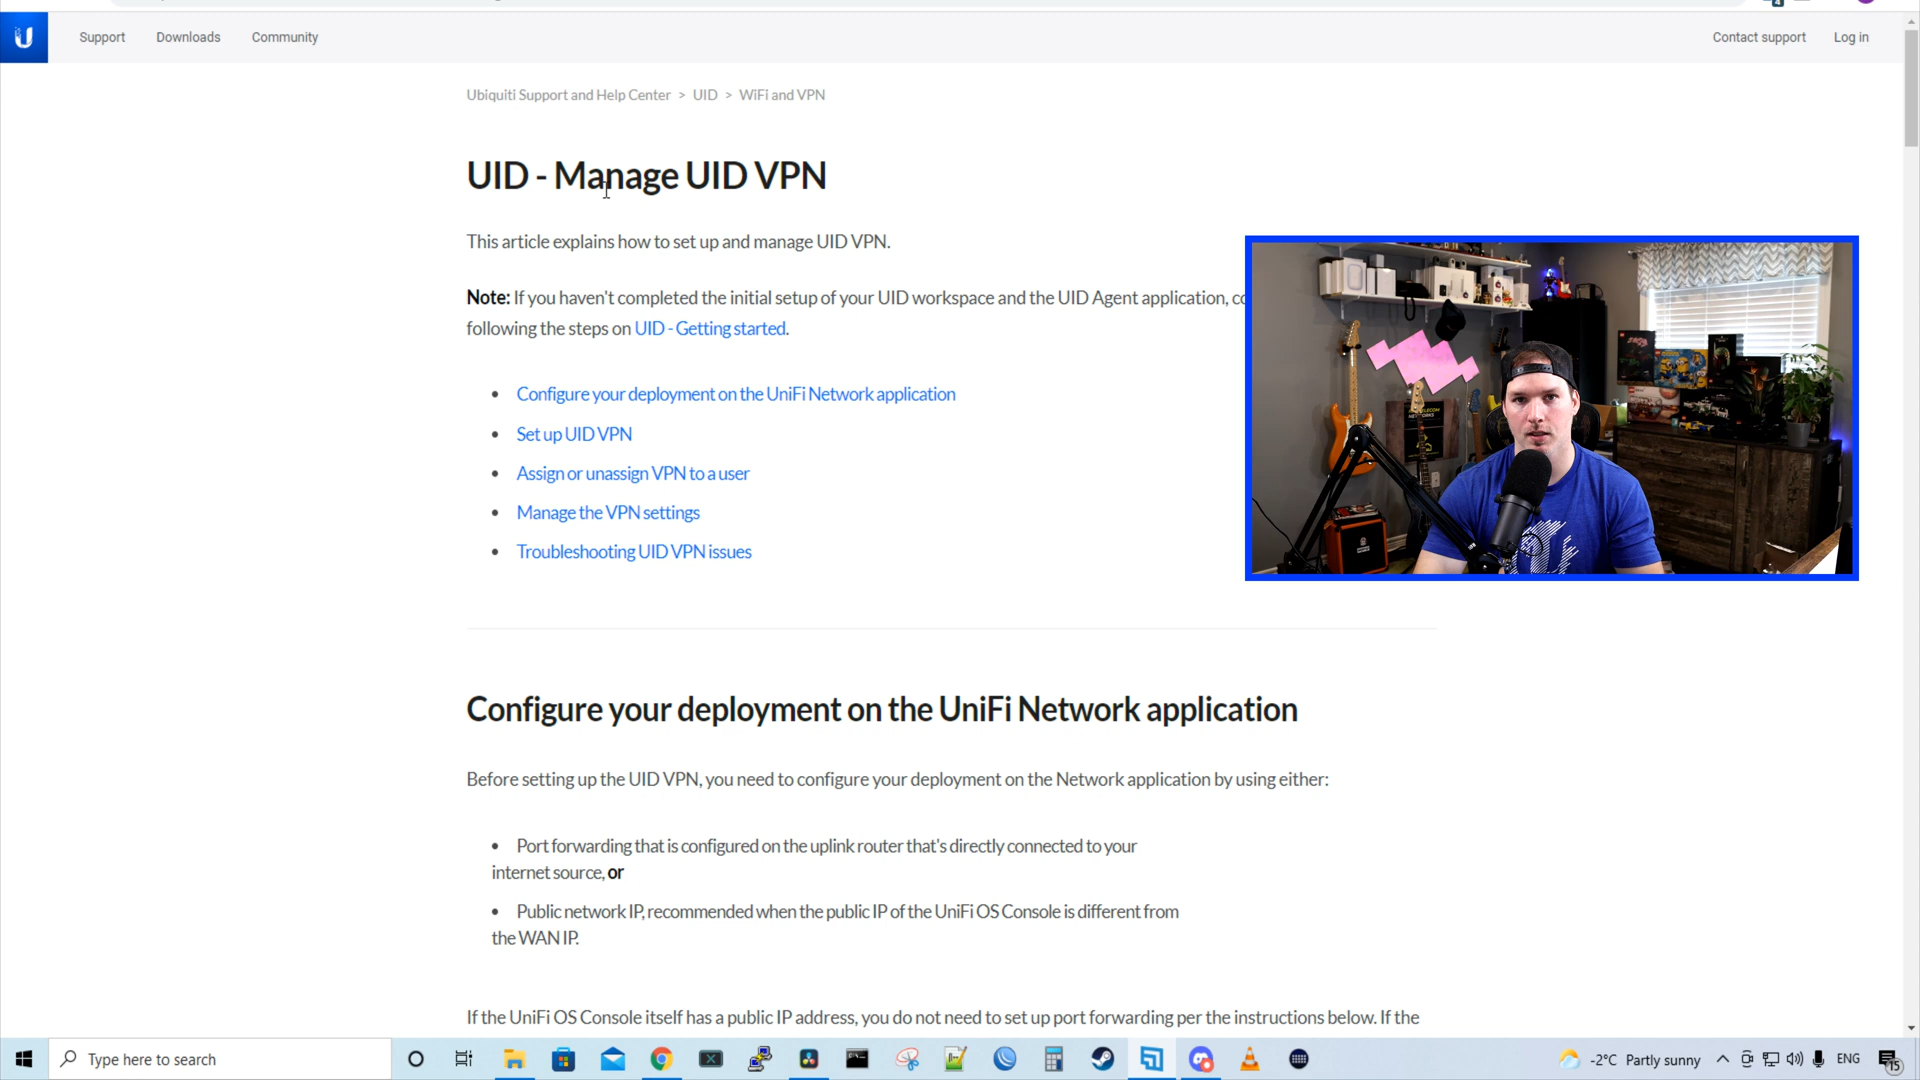 Support Downloads Community Contact support Log in
Ubiquiti Support and Help Center > UID > WiFi and VPN
UID - Manage UID VPN
This article explains how to set up and manage UID VPN.
Note: If you haven't completed the initial setup of your UID workspace and the UID Agent application,
following the steps on UID - Getting started.
• Configure your deployment on the UniFi Network application
• Set up UID VPN
• Assign or unassign VPN to a user
• Manage the VPN settings
• Troubleshooting UID VPN issues
Configure your deployment on the UniFi Network application
Before setting up the UID VPN, you need to configure your deployment on the Network application by using either:
• Port forwarding that is configured on the uplink router that's directly connected to your
internet source, or
• Public network IP, recommended when the public IP of the UniFi OS Console is different from
the WAN IP.
If the UniFi OS Console itself has a public IP address, you do not need to set up port forwarding per the instructions below. If the
Type here to search
-2°C Partly sunny
ENG
15